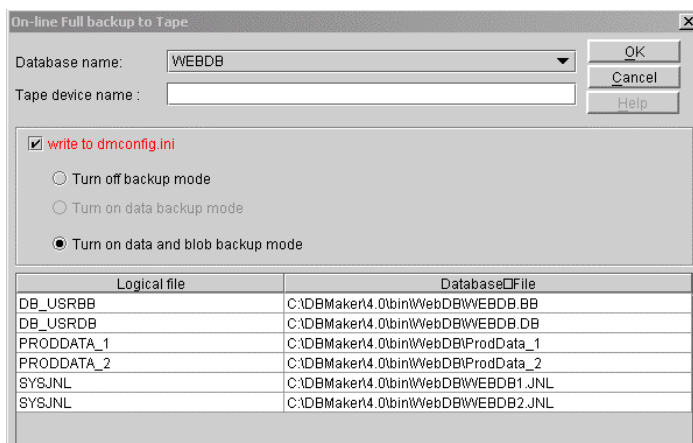 On-line Full backup to Tape
Database name: WEBDB OK
Cancel
Tape device name :
Help
write to dmconfig.ini
Turn off backup mode
Turn on data backup mode
Turn on data and blob backup mode
Logical file Database□File
DB_USRBB C:\DBMaker\4.0\bin\WebDB\WEBDB.BB
DB_USRDB C:\DBMaker\4.0\bin\WebDB\WEBDB.DB
PRODDATA_1 C:\DBMaker\4.0\bin\WebDB\ProdData_1
PRODDATA_2 C:\DBMaker\4.0\bin\WebDB\ProdData_2
SYSJNL C:\DBMaker\4.0\bin\WebDB\WEBDB1.JNL
SYSJNL C:\DBMaker\4.0\bin\WebDB\WEBDB2.JNL